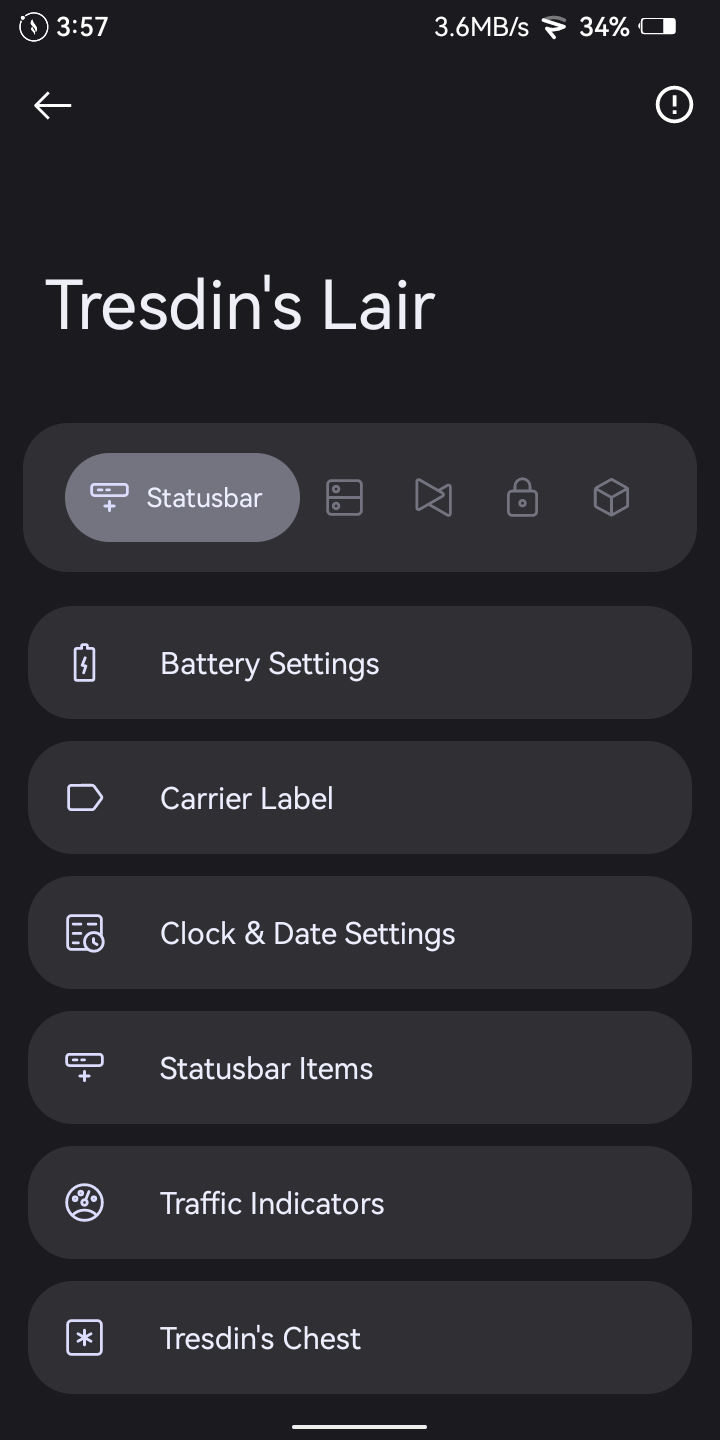 3:57 3.6MB/s 34%
Tresdin's Lair
Statusbar
Battery Settings
Carrier Label
Clock & Date Settings
Statusbar Items
Traffic Indicators
Tresdin's Chest